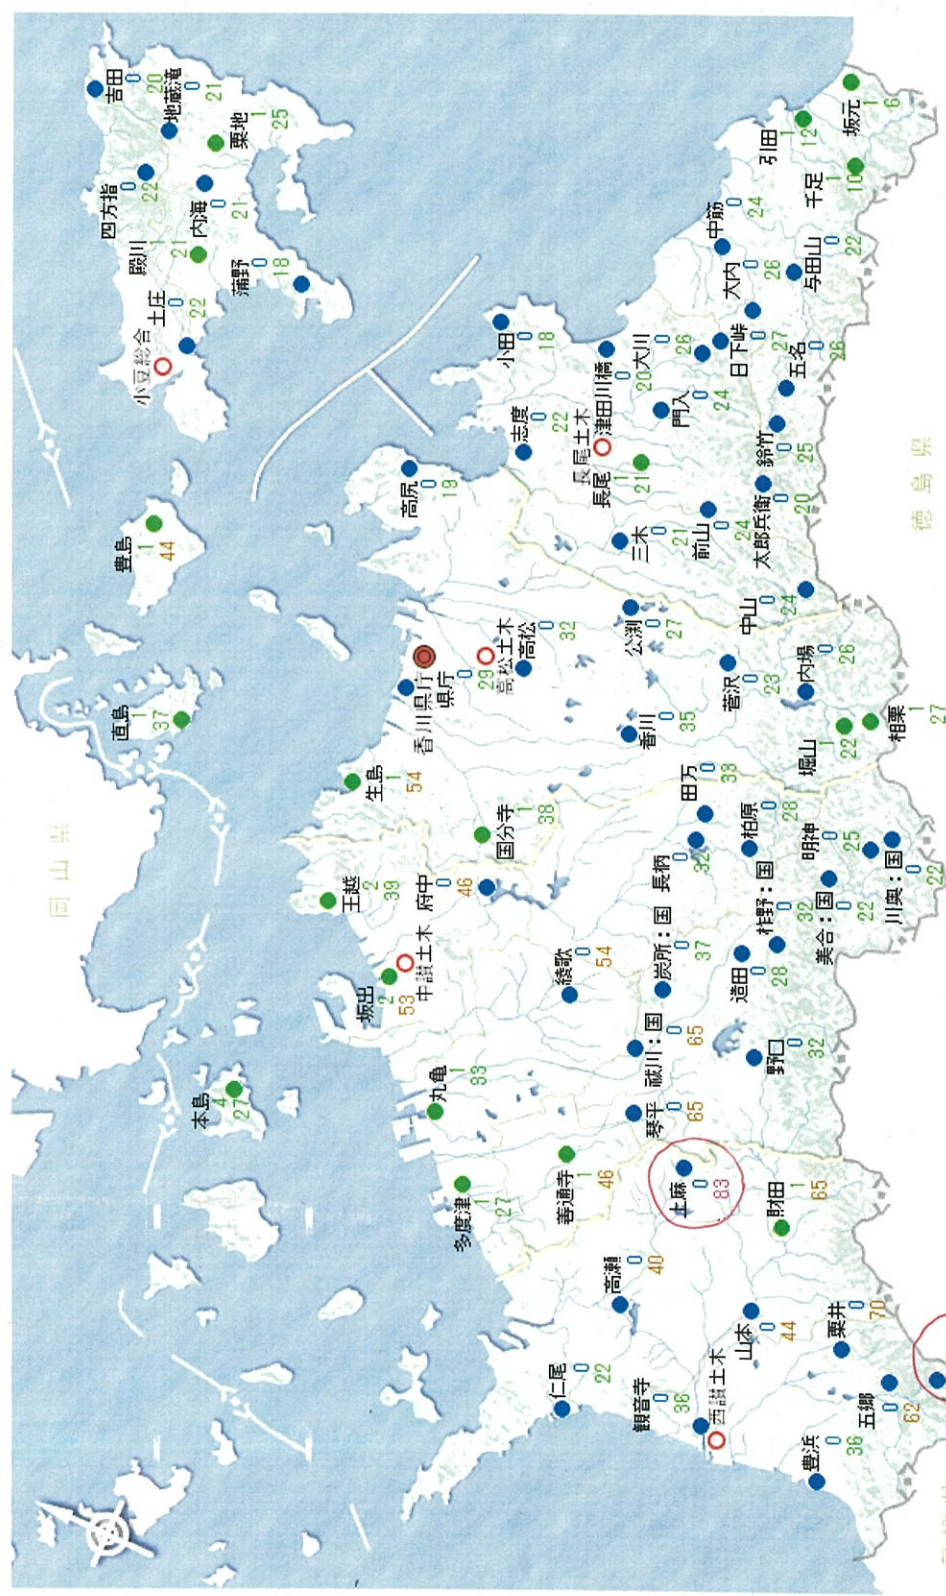 岡山県
吉田
0
20
地蔵滝
0
21
四方指
0
22
粟地
1
25
内海
0
21
殿川
1
21
蒲野
0
18
土庄
0
22
小豆総合
豊島
1
44
直島
1
37
本島
4
27
小田
0
18
志度
0
22
高尻
0
19
香川県庁
県庁
0
29
高松土木
高松
0
32
生島
1
54
国分寺
1
38
王越
2
39
府中
0
46
中讃土木
坂出
2
53
丸亀
1
33
多度津
1
27
善通寺
1
46
綾歌
0
54
引田
1
12
坂元
1
6
千足
1
10
中筋
0
24
大内
0
26
与田山
0
22
日下峠
0
27
五名
0
26
大川
0
26
津田川橋
0
20
門入
0
24
長尾土木
長尾
1
21
鈴竹
0
25
太郎兵衛
0
20
前山
0
24
三木
0
21
公渕
0
27
中山
0
24
菅沢
0
23
内場
0
26
香川
0
35
堀山
1
22
相栗
1
27
田万
0
38
長柄
0
32
柏原
0
28
明神
0
25
川奥:国
0
22
美合:国
0
22
柞野:国
0
32
造田
0
28
炭所:国
0
37
祓川:国
0
65
野口
0
32
琴平
0
65
上麻
0
83
財田
1
65
高瀬
0
40
山本
0
44
粟井
0
70
仁尾
0
22
観音寺
0
36
西讃土木
五郷
0
62
豊浜
0
36
徳島県